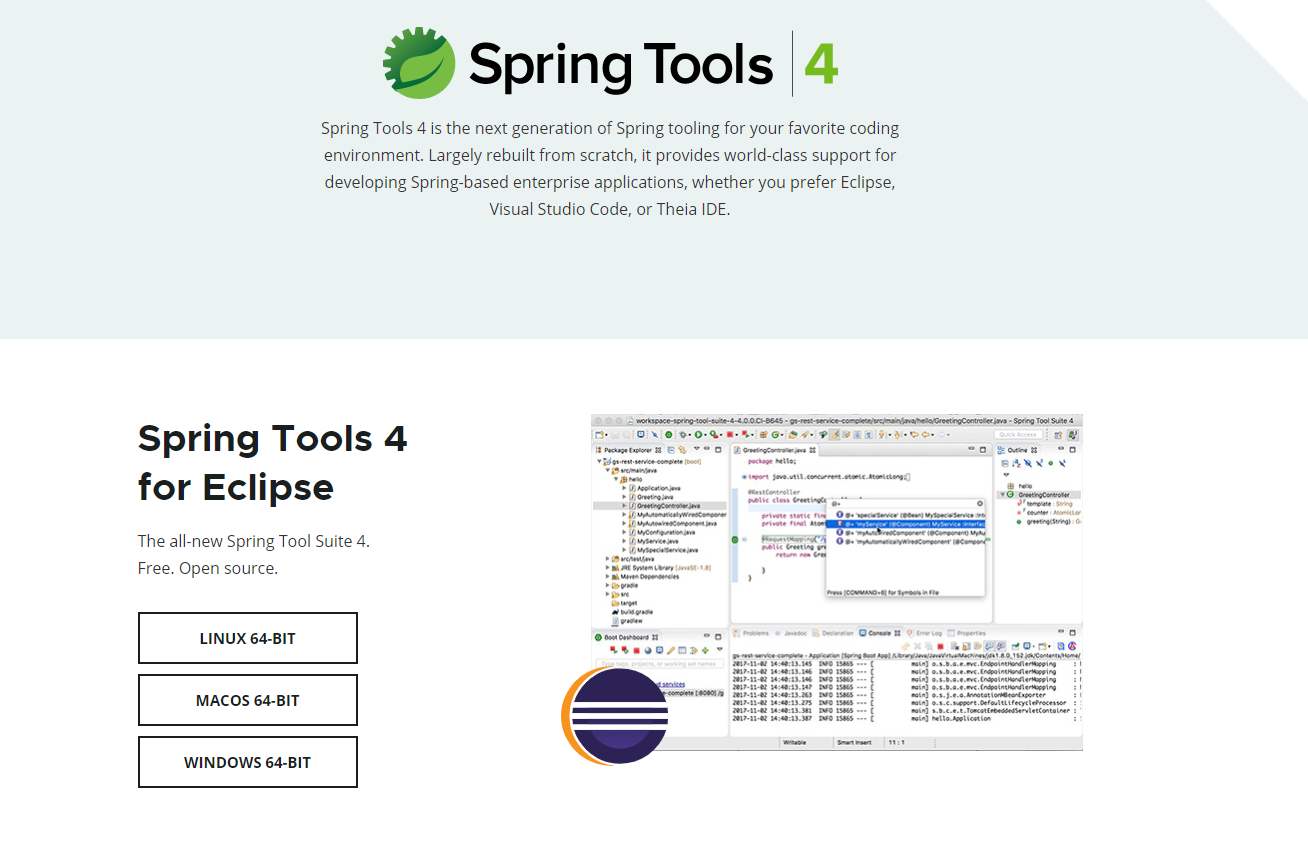 Spring Tools 4
Spring Tools 4 is the next generation of Spring tooling for your favorite coding
environment. Largely rebuilt from scratch, it provides world-class support for
developing Spring-based enterprise applications, whether you prefer Eclipse,
Visual Studio Code, or Theia IDE.
Spring Tools 4
for Eclipse
The all-new Spring Tool Suite 4.
Free. Open source.
LINUX 64-BIT
MACOS 64-BIT
WINDOWS 64-BIT
workspace-spring-tool-suite-4-4.0.0.CI-B645 - gs-rest-service-complete/src/main/java/hello/GreetingController.java - Spring Tool Suite 4
Quick Access
Package Explorer
gs-rest-service-complete [boot]
src/main/java
hello
Application.java
Greeting.java
GreetingController.java
MyAutomaticallyWiredComponen
MyAutowiredComponent.java
MyConfiguration.java
MyService.java
MySpecialService.java
src/test/java
JRE System Library [JavaSE-1.8]
Maven Dependencies
gradle
src
target
build.gradle
gradlew
GreetingController.java
package hello;
import java.util.concurrent.atomic.AtomicLong;
@RestController
public class
private static
private final
@RequestMapping
public Greeting
return new
}
}
@+
@+ 'specialService' (@Bean) MySpecialService
@+ 'myService' (@Component) MyService
@+ 'myAutoWiredComponent' (@Component)
@+ 'myAutomaticallyWiredComponent'
Press [COMMAND+6] for Symbols in File
Outline
hello
GreetingController
template : String
counter : AtomicLon
greeting(String) :
Boot Dashboard
Type tags, projects, or working set names
services
-complete [:8080]
Problems Javadoc Declaration Console Error Log Properties
gs-rest-service-complete - Application [Spring Boot App] /Library/Java/JavaVirtualMachines/jdk1.8.0_152.jdk/Contents/Home/
2017-11-02 14:40:13.145 INFO 15865 --- [ main] o.s.b.a.e.mvc.EndpointHandlerMapping :
2017-11-02 14:40:13.146 INFO 15865 --- [ main] o.s.b.a.e.mvc.EndpointHandlerMapping :
2017-11-02 14:40:13.146 INFO 15865 --- [ main] o.s.b.a.e.mvc.EndpointHandlerMapping :
2017-11-02 14:40:13.147 INFO 15865 --- [ main] o.s.b.a.e.mvc.EndpointHandlerMapping :
2017-11-02 14:40:13.263 INFO 15865 --- [ main] o.s.j.e.a.AnnotationMBeanExporter :
2017-11-02 14:40:13.275 INFO 15865 --- [ main] o.s.c.support.DefaultLifecycleProcessor :
2017-11-02 14:40:13.381 INFO 15865 --- [ main] s.b.c.e.t.TomcatEmbeddedServletContainer :
2017-11-02 14:40:13.387 INFO 15865 --- [ main] hello.Application :
Writable Smart Insert 11 : 1